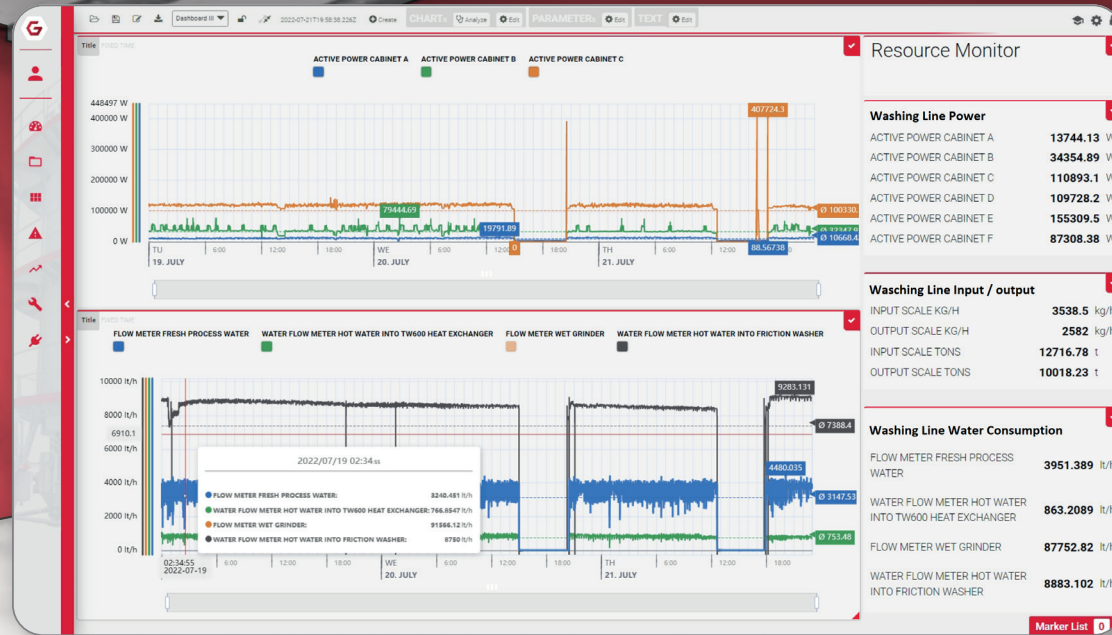 G
Dashboard III
2022-07-21T19:58:38.226Z
Create
CHART:
Analyze
Edit
PARAMETER:
Edit
TEXT
Edit
Title FIXED TIME
ACTIVE POWER CABINET A
ACTIVE POWER CABINET B
ACTIVE POWER CABINET C
448497 W
400000 W
300000 W
200000 W
100000 W
0 W
407724.3
79444.69
19791.89
0
88.56738
Ø 100330.
Ø 10668.4
TU 6:00 12:00 18:00 WE 6:00 12:00 18:00 TH 6:00 12:00
19. JULY 20. JULY 21. JULY
Title FIXED TIME
FLOW METER FRESH PROCESS WATER
WATER FLOW METER HOT WATER INTO TW600 HEAT EXCHANGER
FLOW METER WET GRINDER
WATER FLOW METER HOT WATER INTO FRICTION WASHER
10000 lt/h
8000 lt/h
6910.1
6000 lt/h
4000 lt/h
2000 lt/h
0 lt/h
9283.131
Ø 7388.4
4480.035
Ø 3147.53
Ø 753.48
2022/07/19 02:34:55
FLOW METER FRESH PROCESS WATER: 3240.481 lt/h
WATER FLOW METER HOT WATER INTO TW600 HEAT EXCHANGER: 766.8547 lt/h
FLOW METER WET GRINDER: 91566.12 lt/h
WATER FLOW METER HOT WATER INTO FRICTION WASHER: 8750 lt/h
02:34:55
2022-07-19
6:00 12:00 18:00 WE 6:00 12:00 18:00 TH 6:00 12:00 18:00
20. JULY 21. JULY
Resource Monitor
Washing Line Power
ACTIVE POWER CABINET A 13744.13 W
ACTIVE POWER CABINET B 34354.89 W
ACTIVE POWER CABINET C 110893.1 W
ACTIVE POWER CABINET D 109728.2 W
ACTIVE POWER CABINET E 155309.5 W
ACTIVE POWER CABINET F 87308.38 W
Wasching Line Input / output
INPUT SCALE KG/H 3538.5 kg/h
OUTPUT SCALE KG/H 2582 kg/h
INPUT SCALE TONS 12716.78 t
OUTPUT SCALE TONS 10018.23 t
Washing Line Water Consumption
FLOW METER FRESH PROCESS
WATER 3951.389 lt/h
WATER FLOW METER HOT WATER
INTO TW600 HEAT EXCHANGER 863.2089 lt/h
FLOW METER WET GRINDER 87752.82 lt/h
WATER FLOW METER HOT WATER
INTO FRICTION WASHER 8883.102 lt/h
Marker List 0